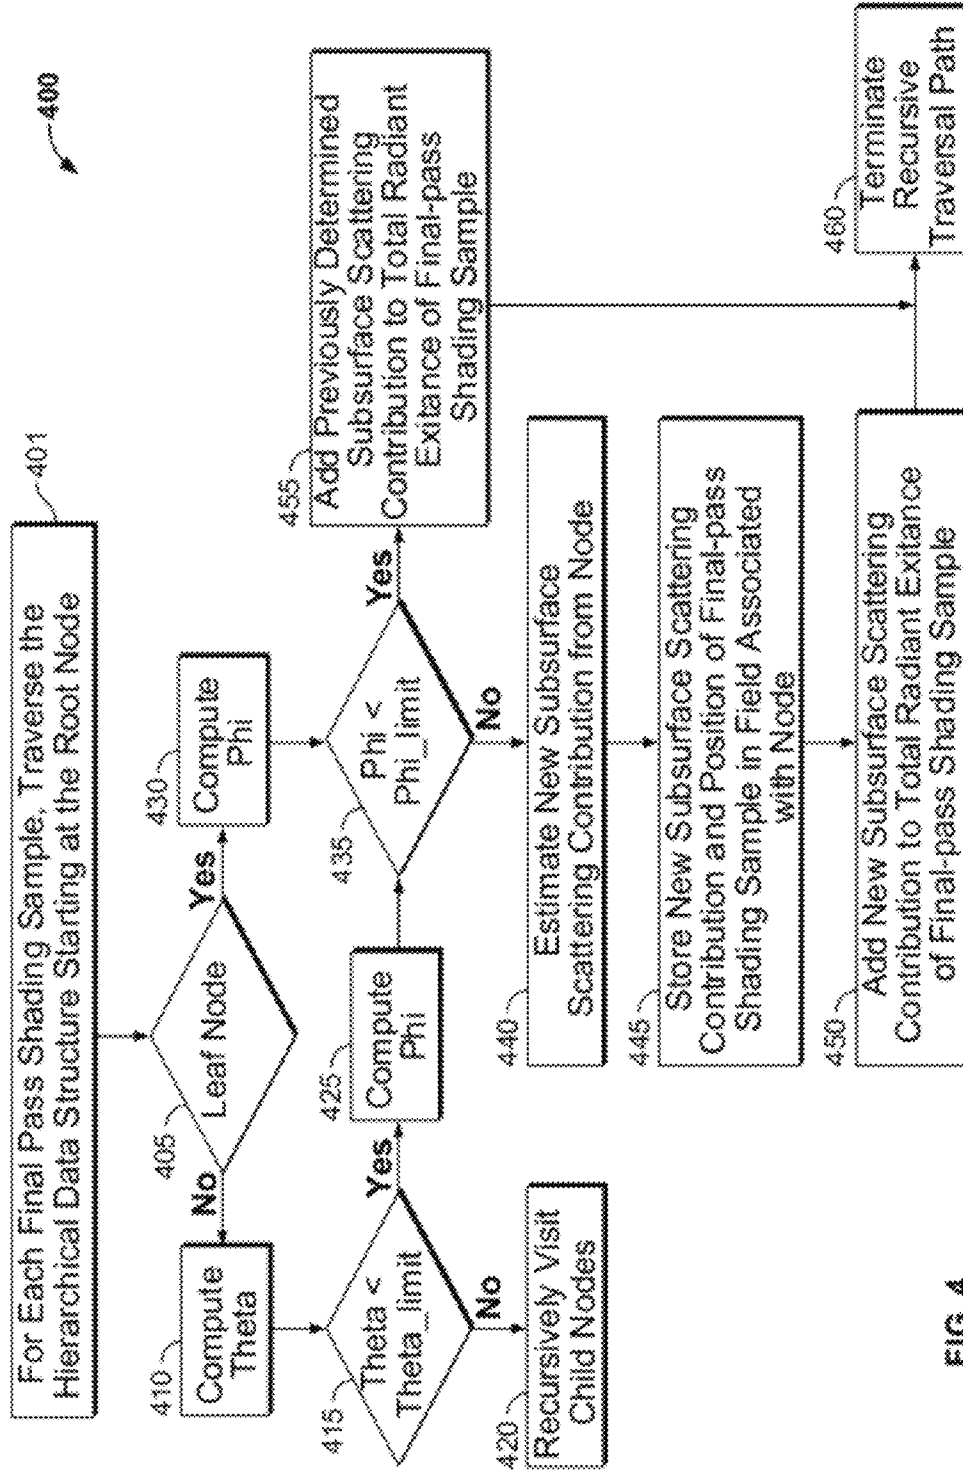 400
For Each Final Pass Shading Sample, Traverse the
Hierarchical Data Structure Starting at the Root Node
401
405
Leaf Node
No
Yes
410
Compute
Theta
430
Compute
Phi
415
Theta <
Theta_limit
Yes
No
425
Compute
Phi
435
Phi <
Phi_limit
Yes
No
455
Add Previously Determined
Subsurface Scattering
Contribution to Total Radiant
Exitance of Final-pass
Shading Sample
420
Recursively Visit
Child Nodes
440
Estimate New Subsurface
Scattering Contribution from Node
445
Store New Subsurface Scattering
Contribution and Position of Final-pass
Shading Sample in Field Associated
with Node
450
Add New Subsurface Scattering
Contribution to Total Radiant Exitance
of Final-pass Shading Sample
460
Terminate
Recursive
Traversal Path
FIG. 4